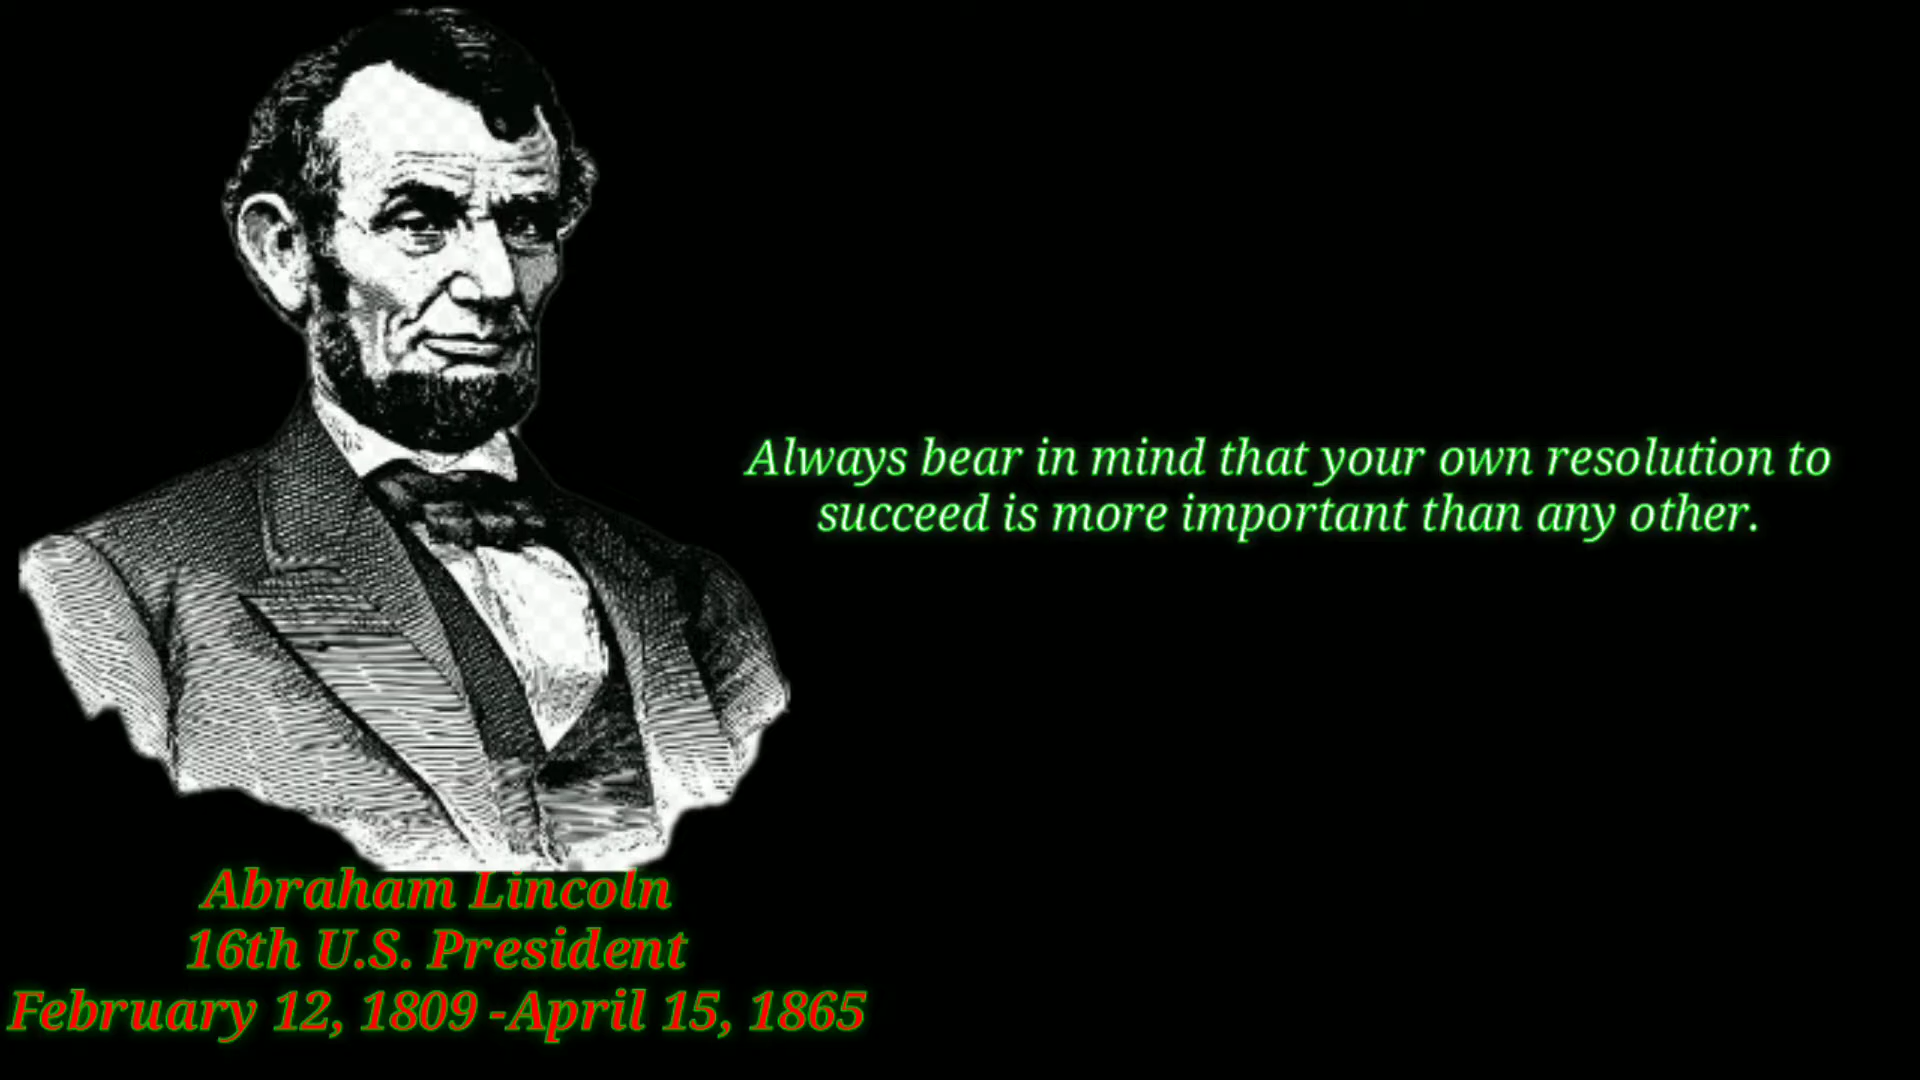 Always bear in mind that your own resolution to
succeed is more important than any other.
Abraham Lincoln
16th U.S. President
February 12, 1809 -April 15, 1865